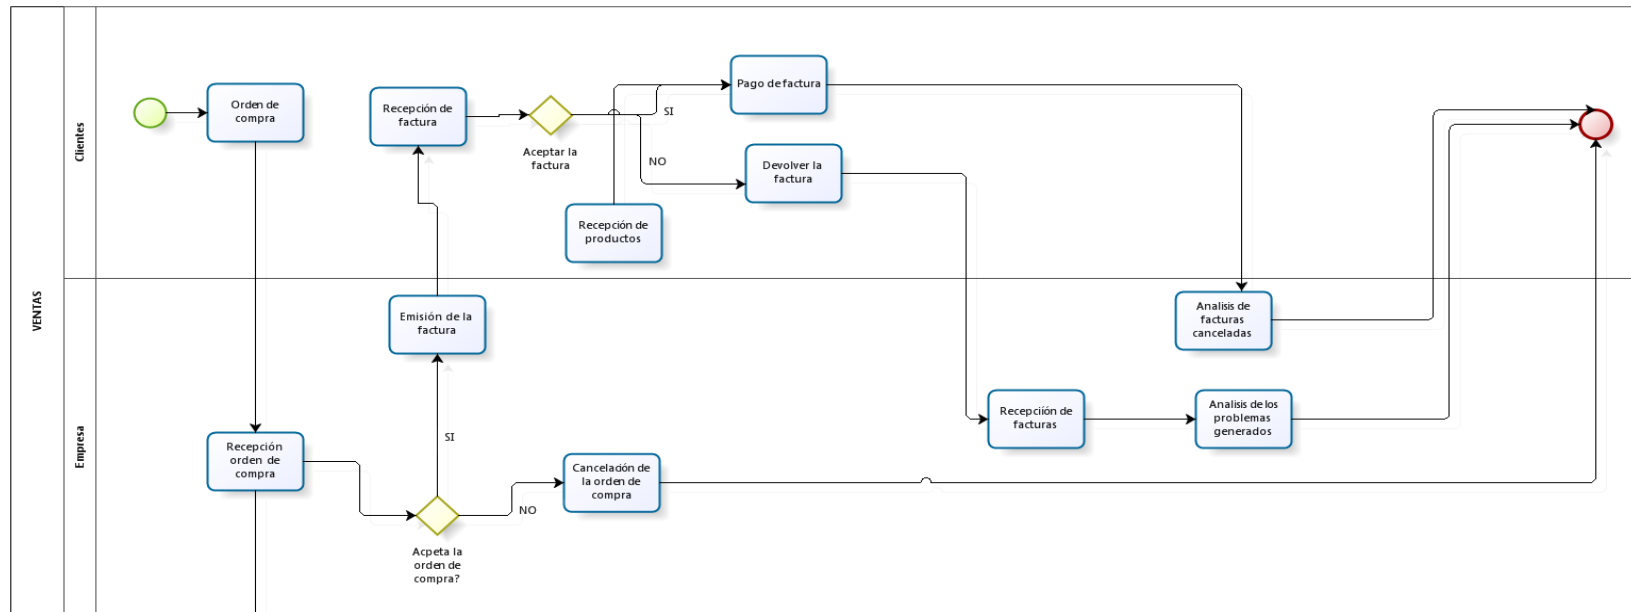 VENTAS
Clientes
Orden de
compra
Recepción de
factura
Aceptar la
factura
SI
NO
Pago de factura
Devolver la
factura
Recepción de
productos
Empresa
Emisión de la
factura
Analisis de
facturas
canceladas
Recepción
orden de
compra
SI
NO
Acpeta la
orden de
compra?
Cancelación de
la orden de
compra
Recepciión de
facturas
Analisis de los
problemas
generados